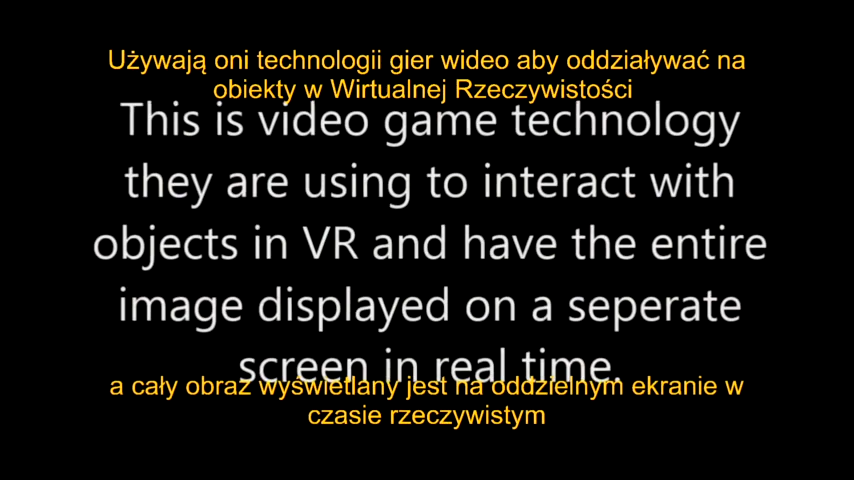 Używają oni technologii gier wideo aby oddziaływać na
obiekty w Wirtualnej Rzeczywistości
This is video game technology
they are using to interact with
objects in VR and have the entire
image displayed on a seperate
screen in real time.
a cały obraz wyświetlany jest na oddzielnym ekranie w
czasie rzeczywistym